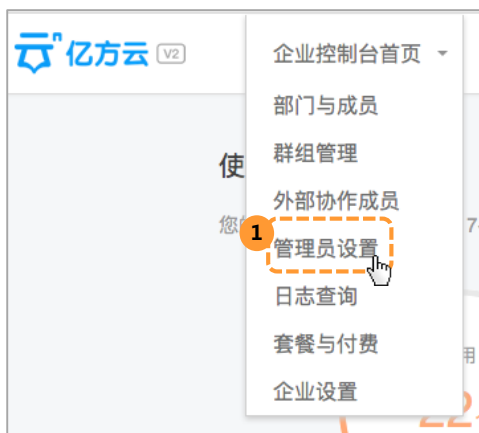 亿方云 V2
企业控制台首页
部门与成员
群组管理
使
外部协作成员
您
7
1
管理员设置
日志查询
套餐与付费
用
企业设置
22